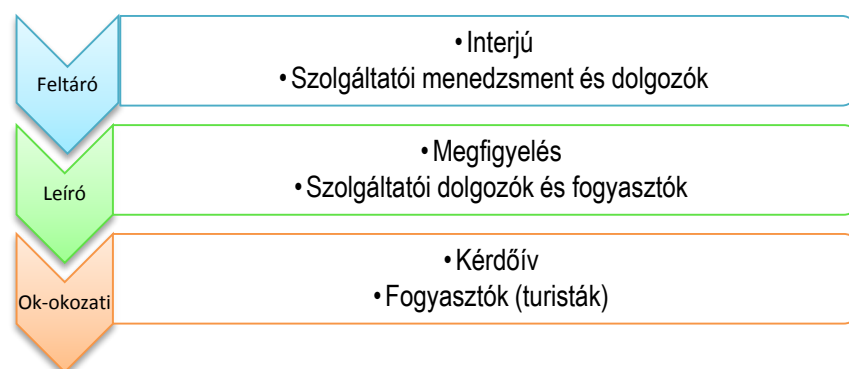 Feltáró
• Interjú
• Szolgáltatói menedzsment és dolgozók
Leíró
• Megfigyelés
• Szolgáltatói dolgozók és fogyasztók
Ok-okozati
• Kérdőív
• Fogyasztók (turisták)